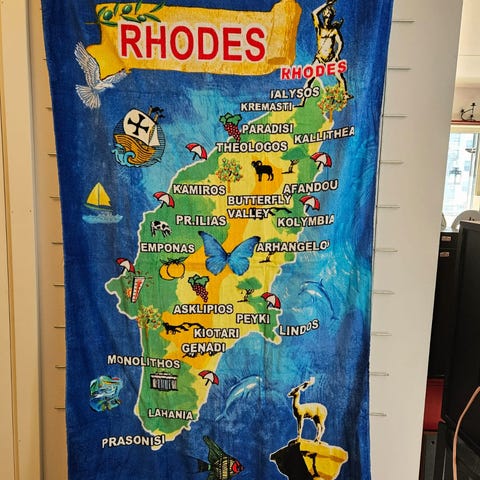 RHODES
RHODES
IALYSOS
KREMASTI
PARADISI
KALLITHEA
THEOLOGOS
KAMIROS
AFANDOU
BUTTERFLY
VALLEY
PR.ILIAS
KOLYMBIA
EMPONAS
ARHANGELO
ASKLIPIOS
PEYKI
KIOTARI
LINDOS
GENADI
MONOLITHOS
LAHANIA
PRASONISI